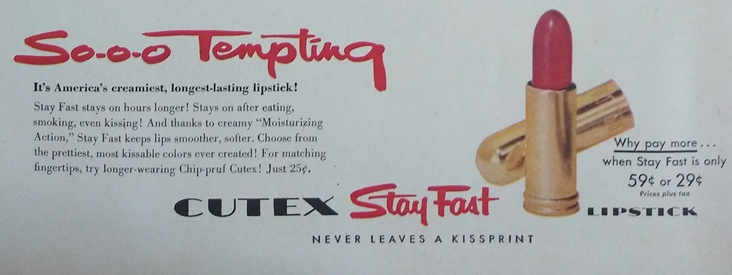 So-o-o Tempting
It's America's creamiest, longest-lasting lipstick!
Stay Fast stays on hours longer! Stays on after eating,
smoking, even kissing! And thanks to creamy "Moisturizing
Action," Stay Fast keeps lips smoother, softer. Choose from
the prettiest, most kissable colors ever created! For matching
fingertips, try longer-wearing Chip-pruf Cutex! Just 25¢.
Why pay more...
when Stay Fast is only
59¢ or 29¢
Prices plus tax
CUTEX Stay Fast LIPSTICK
NEVER LEAVES A KISSPRINT